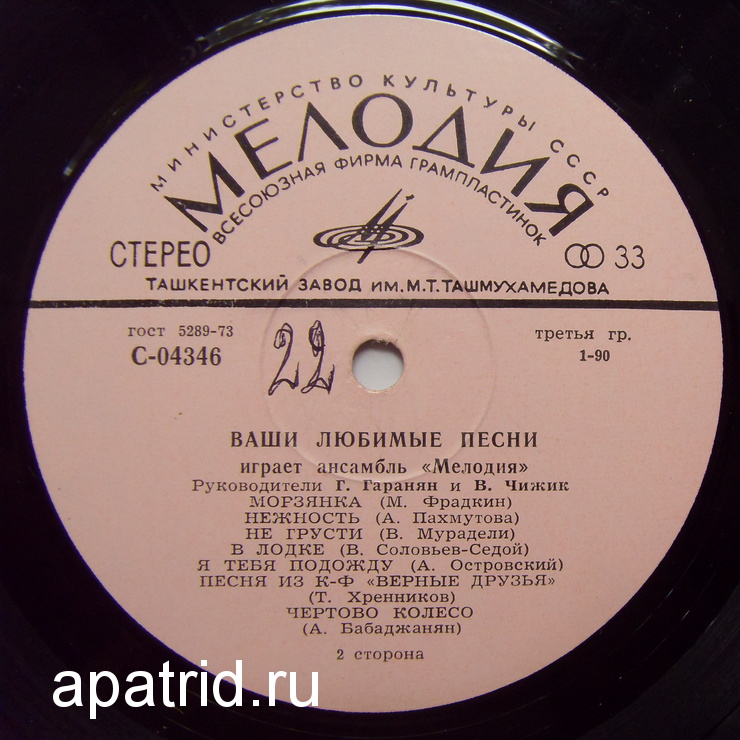 МИНИСТЕРСТВО КУЛЬТУРЫ СССР
МЕЛОДИЯ
ВСЕСОЮЗНАЯ ФИРМА ГРАМПЛАСТИНОК
СТЕРЕО
33
ТАШКЕНТСКИЙ ЗАВОД ИМ. М.Т.ТАШМУХАМЕДОВА
гост 5289-73
третья гр.
С-04346
22
1-90
ВАШИ ЛЮБИМЫЕ ПЕСНИ
играет ансамбль «Мелодия»
Руководители Г. Гаранян и В. Чижик
МОРЗЯНКА (М. Фрадкин)
НЕЖНОСТЬ (А. Пахмутова)
НЕ ГРУСТИ (В. Мурадели)
В ЛОДКЕ (В. Соловьев-Седой)
Я ТЕБЯ ПОДОЖДУ (А. Островский)
ПЕСНЯ ИЗ К-Ф «ВЕРНЫЕ ДРУЗЬЯ»
(Т. Хренников)
ЧЕРТОВО КОЛЕСО
(А. Бабаджанян)
2 сторона
apatrid.ru